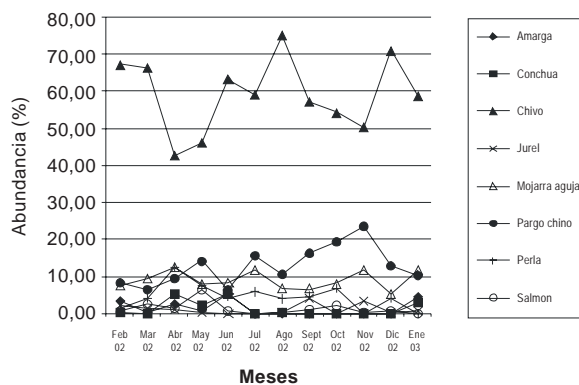 80,00
70,00
60,00
50,00
40,00
30,00
20,00
10,00
0,00
Abundancia (%)
Feb Mar Abr May Jun Jul Ago Sept Oct Nov Dic Ene
02 02 02 02 02 02 02 02 02 02 02 03
Meses
Amarga
Conchua
Chivo
Jurel
Mojarra aguja
Pargo chino
Perla
Salmon